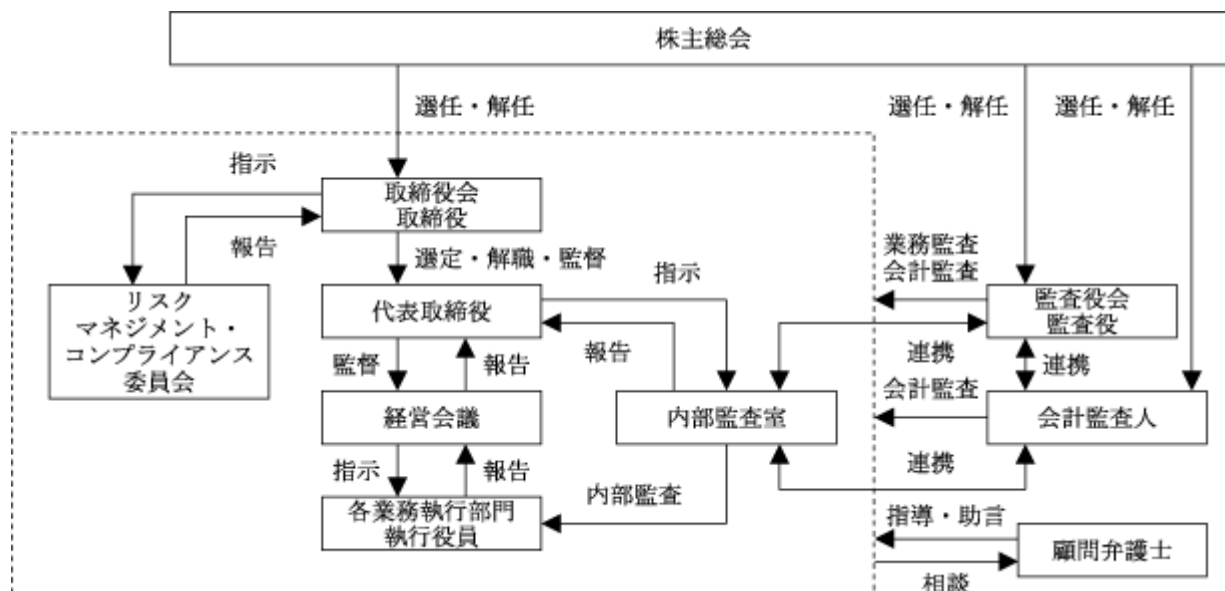 株主総会
選任・解任
選任・解任
選任・解任
指示
取締役会
取締役
報告
選定・解職・監督
業務監査
会計監査
指示
リスク
マネジメント・
コンプライアンス
委員会
代表取締役
監査役会
監査役
報告
連携
監督
報告
連携
会計監査
経営会議
内部監査室
会計監査人
指示
報告
連携
内部監査
各業務執行部門
執行役員
指導・助言
顧問弁護士
相談